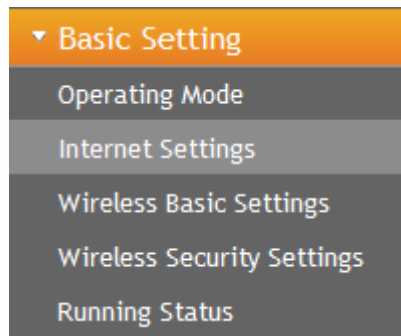 Basic Setting
Operating Mode
Internet Settings
Wireless Basic Settings
Wireless Security Settings
Running Status